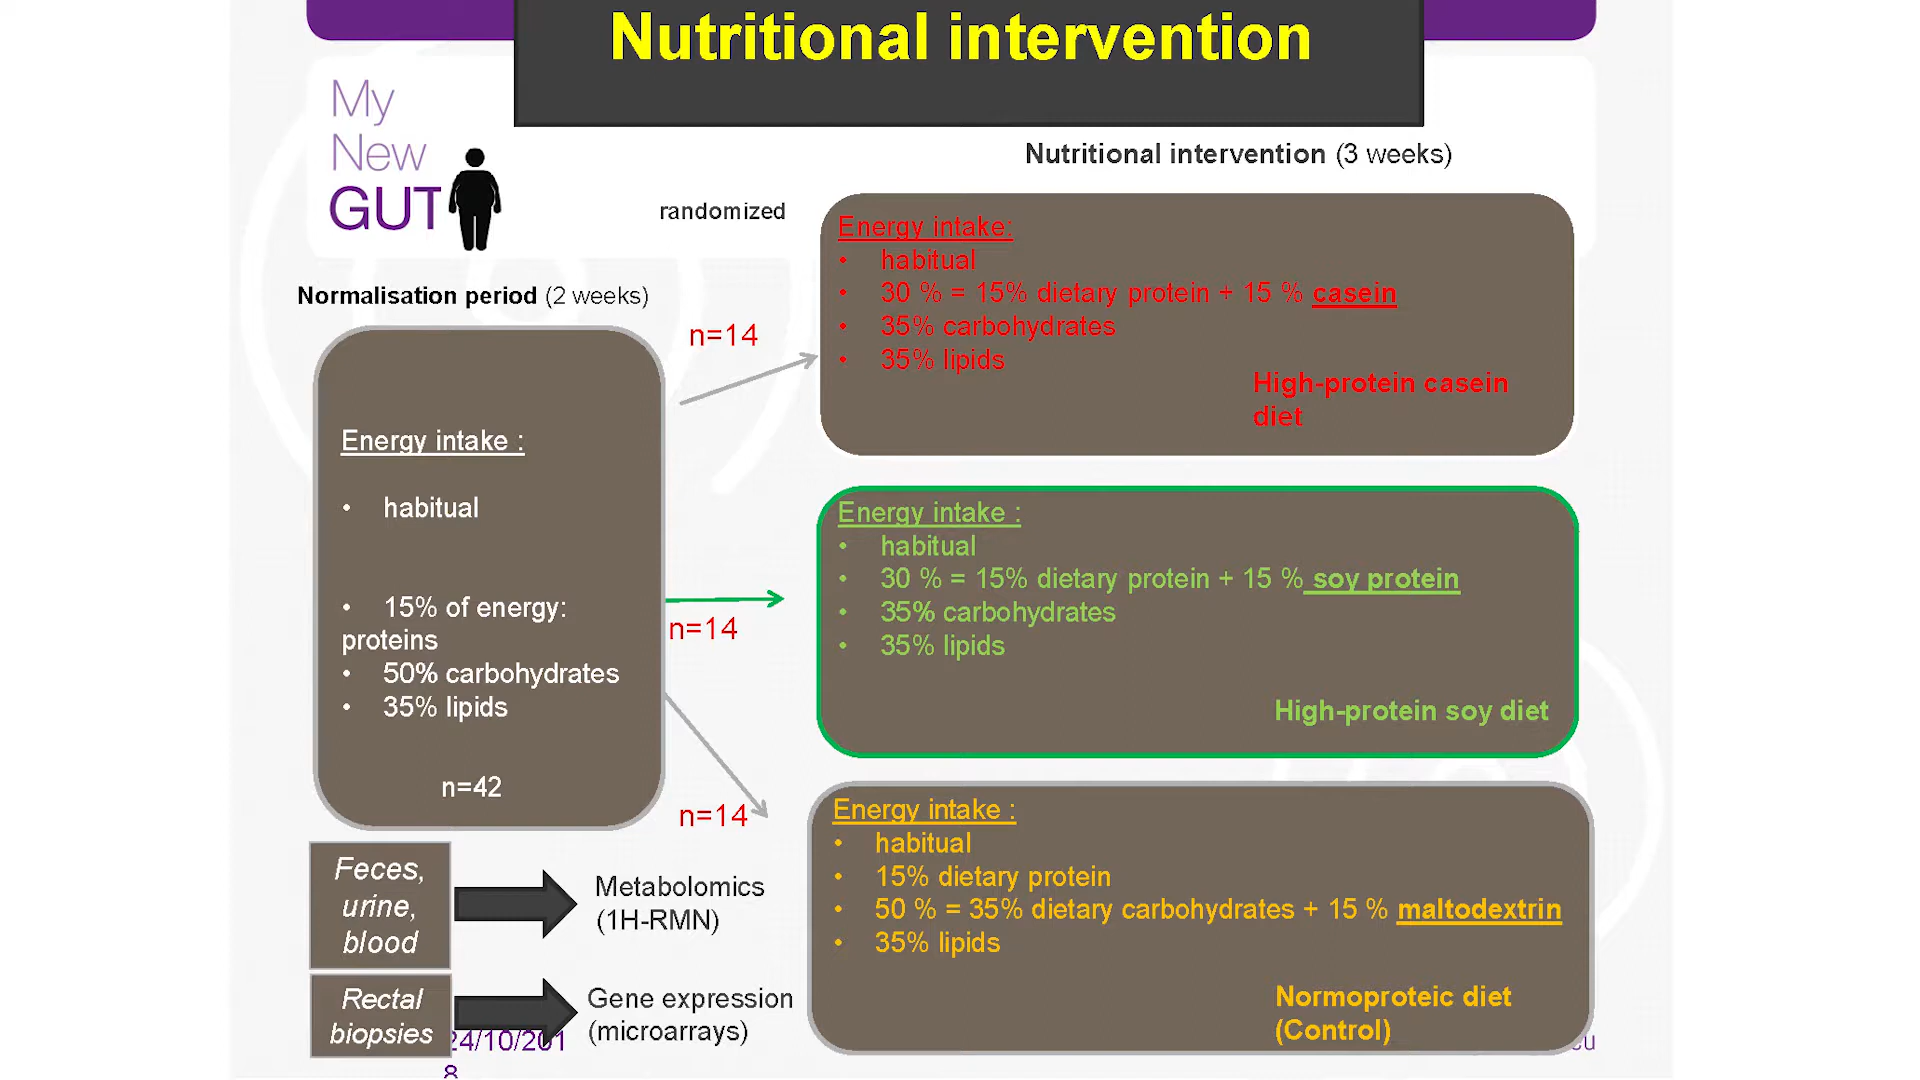 Nutritional intervention
My
New
GUT
Nutritional intervention (3 weeks)
randomized
Normalisation period (2 weeks)
Energy intake :
• habitual
• 15% of energy:
proteins
• 50% carbohydrates
• 35% lipids
n=42
n=14
n=14
n=14
Energy intake:
• habitual
• 30 % = 15% dietary protein + 15 % casein
• 35% carbohydrates
• 35% lipids
High-protein casein
diet
Energy intake :
• habitual
• 30 % = 15% dietary protein + 15 % soy protein
• 35% carbohydrates
• 35% lipids
High-protein soy diet
Energy intake :
• habitual
• 15% dietary protein
• 50 % = 35% dietary carbohydrates + 15 % maltodextrin
• 35% lipids
Normoproteic diet
(Control)
Feces,
urine,
blood
Metabolomics
(1H-RMN)
Rectal
biopsies
Gene expression
(microarrays)
24/10/201
8